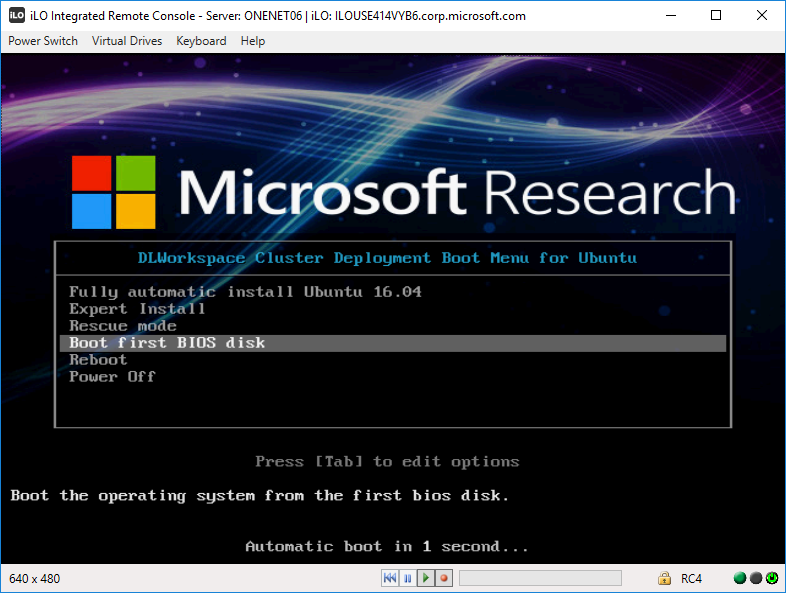 iLO Integrated Remote Console - Server: ONENET06 | iLO: ILOUSE414VYB6.corp.microsoft.com
Power Switch Virtual Drives Keyboard Help
Microsoft Research
DLWorkspace Cluster Deployment Boot Menu for Ubuntu
Fully automatic install Ubuntu 16.04
Expert Install
Rescue mode
Boot first BIOS disk
Reboot
Power Off
Press [Tab] to edit options
Boot the operating system from the first bios disk.
Automatic boot in 1 second...
640 x 480 RC4